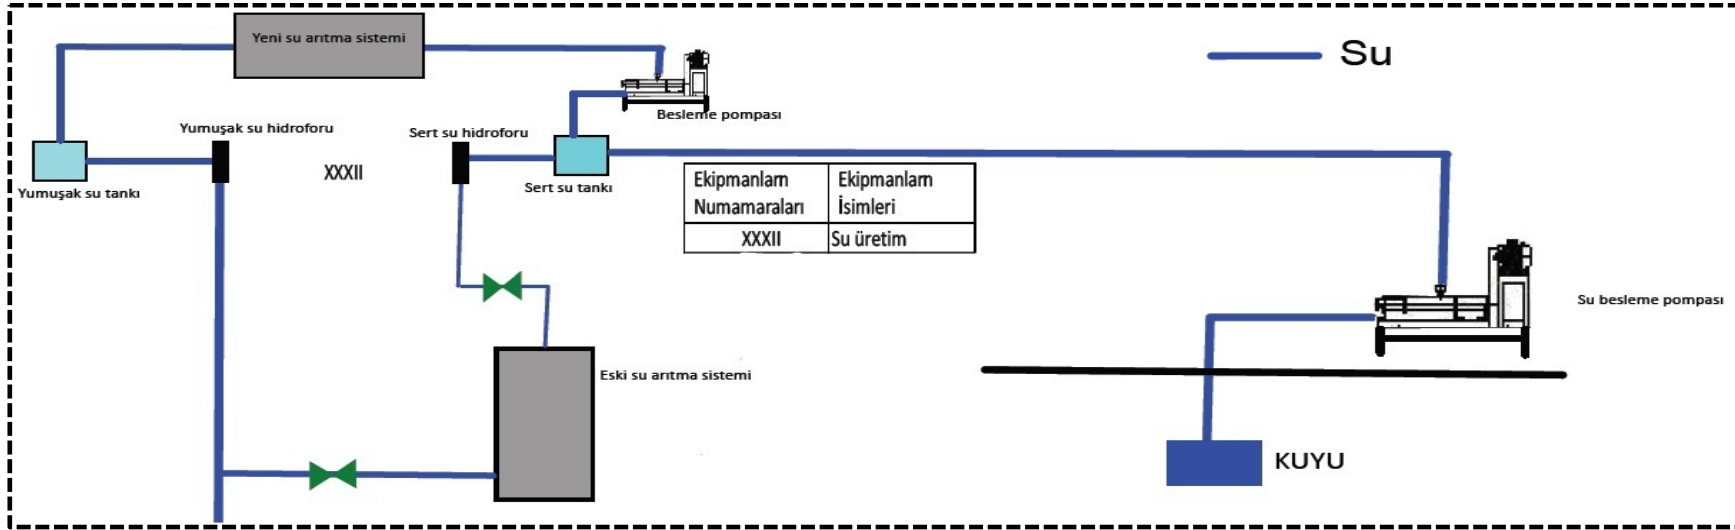 Yeni su arıtma sistemi
Su
Besleme pompası
Yumuşak su hidroforu
Sert su hidroforu
XXXII
Yumuşak su tankı
Sert su tankı
Ekipmanların Ekipmanların
Numamaraları İsimleri
XXXII Su üretim
Su besleme pompası
Eski su arıtma sistemi
KUYU